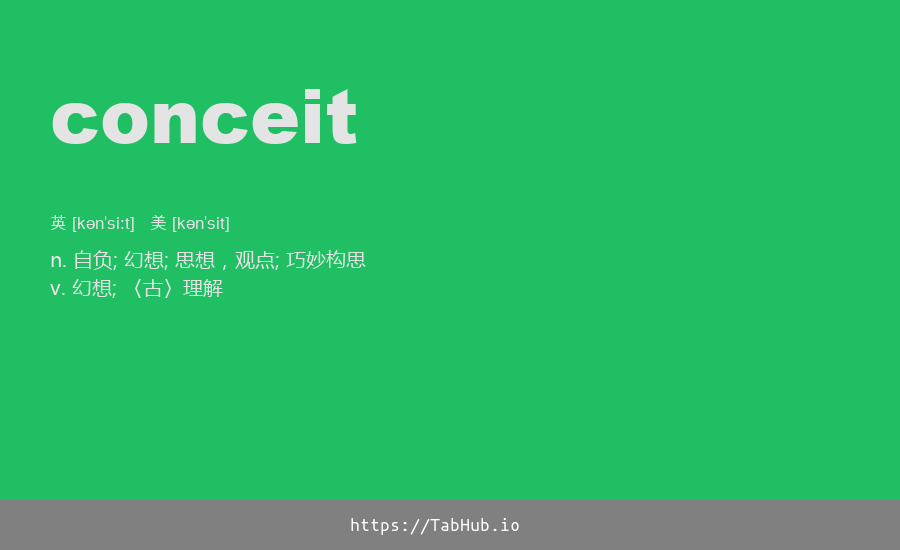 conceit
英 [kən'si:t] 美 [kən'sit]
n. 自负; 幻想; 思想，观点; 巧妙构思
v. 幻想; 〈古〉理解
https://TabHub.io